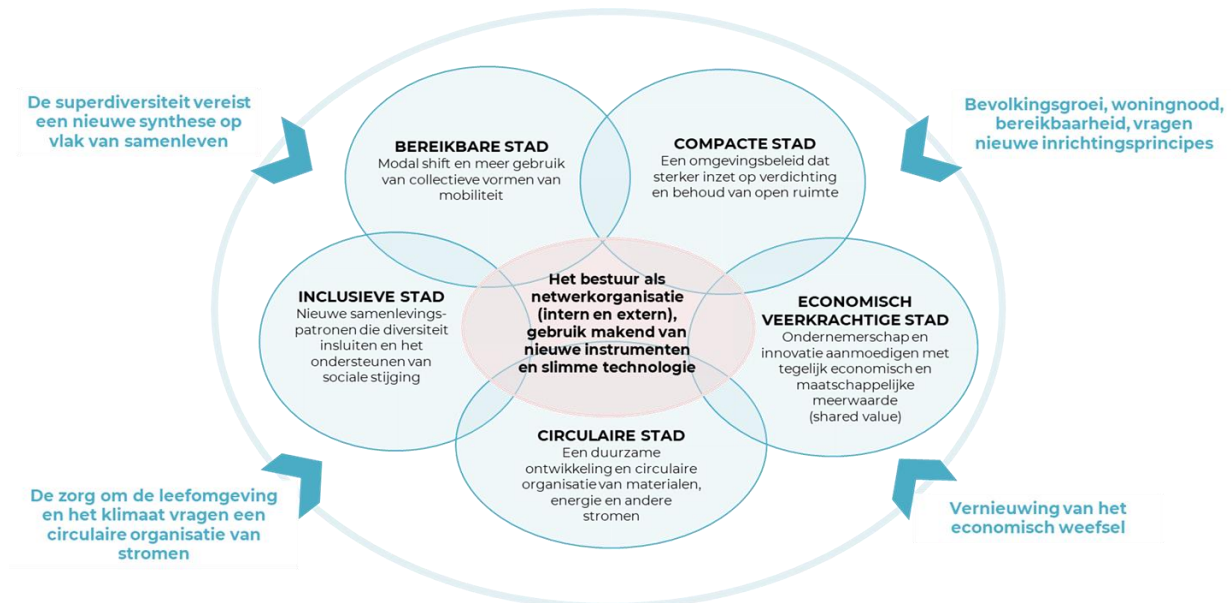 De superdiversiteit vereist
een nieuwe synthese op
vlak van samenleven
Bevolkingsgroei, woningnood,
bereikbaarheid, vragen
nieuwe inrichtingsprincipes
BEREIKBARE STAD
Modal shift en meer gebruik
van collectieve vormen van
mobiliteit
COMPACTE STAD
Een omgevingsbeleid dat
sterker inzet op verdichting
en behoud van open ruimte
INCLUSIEVE STAD
Nieuwe samenlevings-
patronen die diversiteit
insluiten en het
ondersteunen van
sociale stijging
Het bestuur als
netwerkorganisatie
(intern en extern),
gebruik makend van
nieuwe instrumenten
en slimme technologie
ECONOMISCH
VEERKRACHTIGE STAD
Ondernemerschap en
innovatie aanmoedigen met
tegelijk economisch en
maatschappelijke
meerwaarde
(shared value)
CIRCULAIRE STAD
Een duurzame
ontwikkeling en circulaire
organisatie van materialen,
energie en andere
stromen
De zorg om de leefomgeving
en het klimaat vragen een
circulaire organisatie van
stromen
Vernieuwing van het
economisch weefsel